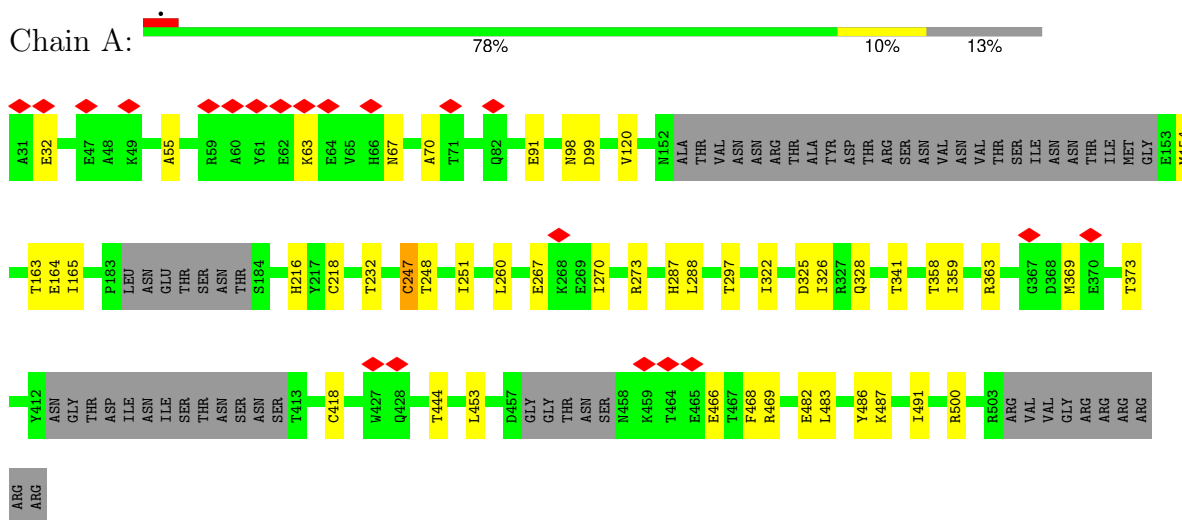 Chain A:
78% 10% 13%
A31 E32 E47 A48 K49 A55 R59 A60 Y61 E62 K63 E64 V65 H66 N67 A70 T71 Q82 E91 N98 D99 V120 N152 ALA THR VAL ASN ASN ARG THR ALA TYR ASP THR ARG SER ASN VAL ASN VAL THR SER ILE ASN ASN THR ILE MET GLY E153 M154
T163 E164 I165 P183 LEU ASN GLU THR SER ASN THR S184 H216 Y217 C218 T232 C247 T248 I251 L260 E267 K268 E269 I270 R273 H287 L288 T297 I322 D325 I326 R327 Q328 T341 T358 I359 R363 G367 D368 M369 E370 T373
Y412 ASN GLY THR ASP ILE ASN ILE SER THR ASN SER ASN SER T413 C418 W427 Q428 T444 L453 D457 GLY GLY THR ASN SER N458 K459 T464 E465 E466 T467 F468 R469 E482 L483 Y486 K487 I491 R500 R503 ARG VAL VAL GLY ARG ARG ARG ARG
ARG ARG